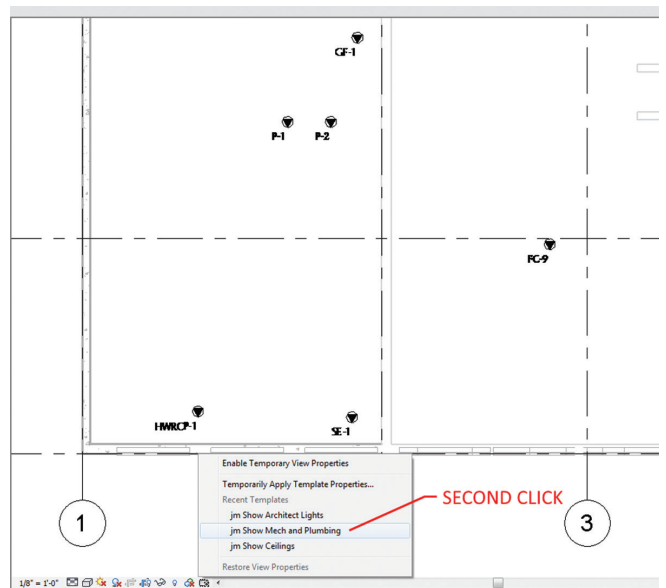 GF-1
P-1 P-2
FC-9
HWRCP-1 SE-1
Enable Temporary View Properties
Temporarily Apply Template Properties...
Recent Templates
jm Show Architect Lights
jm Show Mech and Plumbing
jm Show Ceilings
Restore View Properties
SECOND CLICK
1 3
1/8" = 1'-0"